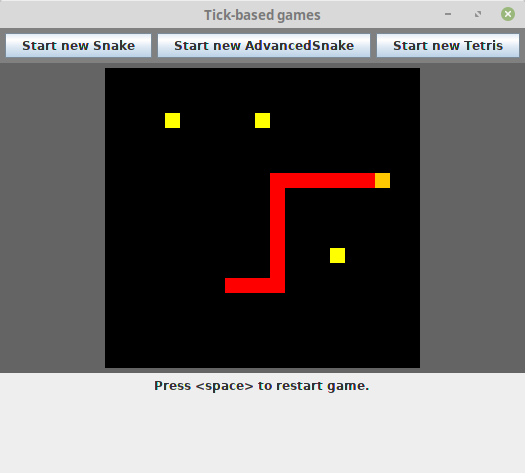 Tick-based games
Start new Snake Start new AdvancedSnake Start new Tetris
Press <space> to restart game.